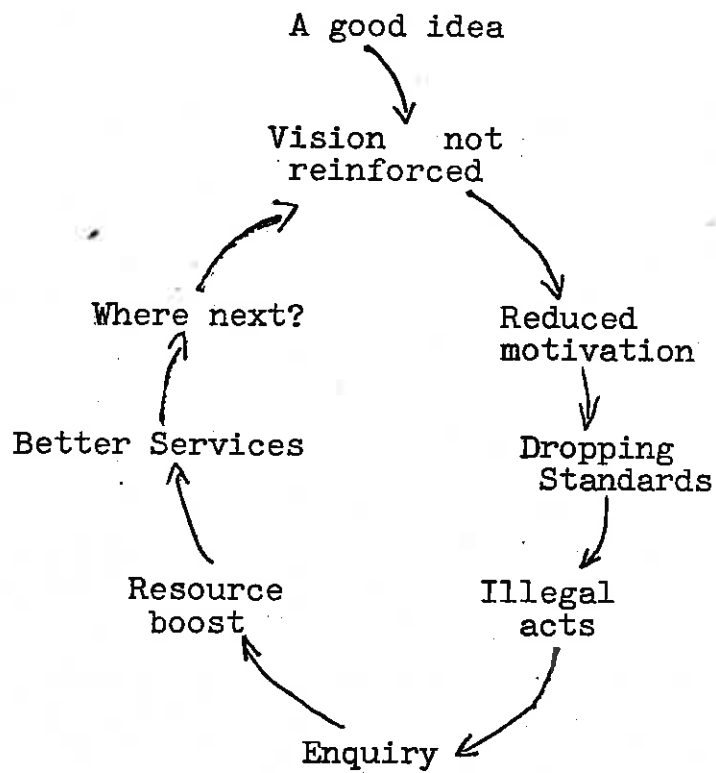 A good idea
Vision not
reinforced
Where next?
Reduced
motivation
Better Services
Dropping
Standards
Resource
boost
Illegal
acts
Enquiry